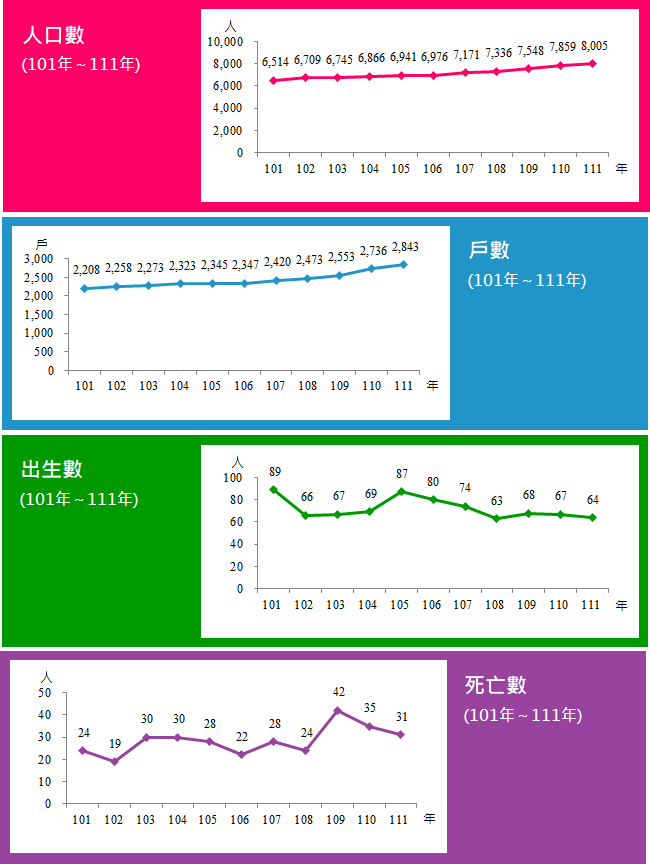 人口數
(101年～111年)
人
10,000
8,000
6,000
4,000
2,000
0
6,514 6,709 6,745 6,866 6,941 6,976 7,171 7,336 7,548 7,859 8,005
101 102 103 104 105 106 107 108 109 110 111 年
戶
3,000
2,500
2,000
1,500
1,000
500
0
2,208 2,258 2,273 2,323 2,345 2,347 2,420 2,473 2,553 2,736 2,843
101 102 103 104 105 106 107 108 109 110 111 年
戶數
(101年～111年)
出生數
(101年～111年)
人
100
80
60
40
20
0
89 66 67 69 87 80 74 63 68 67 64
101 102 103 104 105 106 107 108 109 110 111 年
人
50
40
30
20
10
0
24 19 30 30 28 22 28 24 42 35 31
101 102 103 104 105 106 107 108 109 110 111 年
死亡數
(101年～111年)